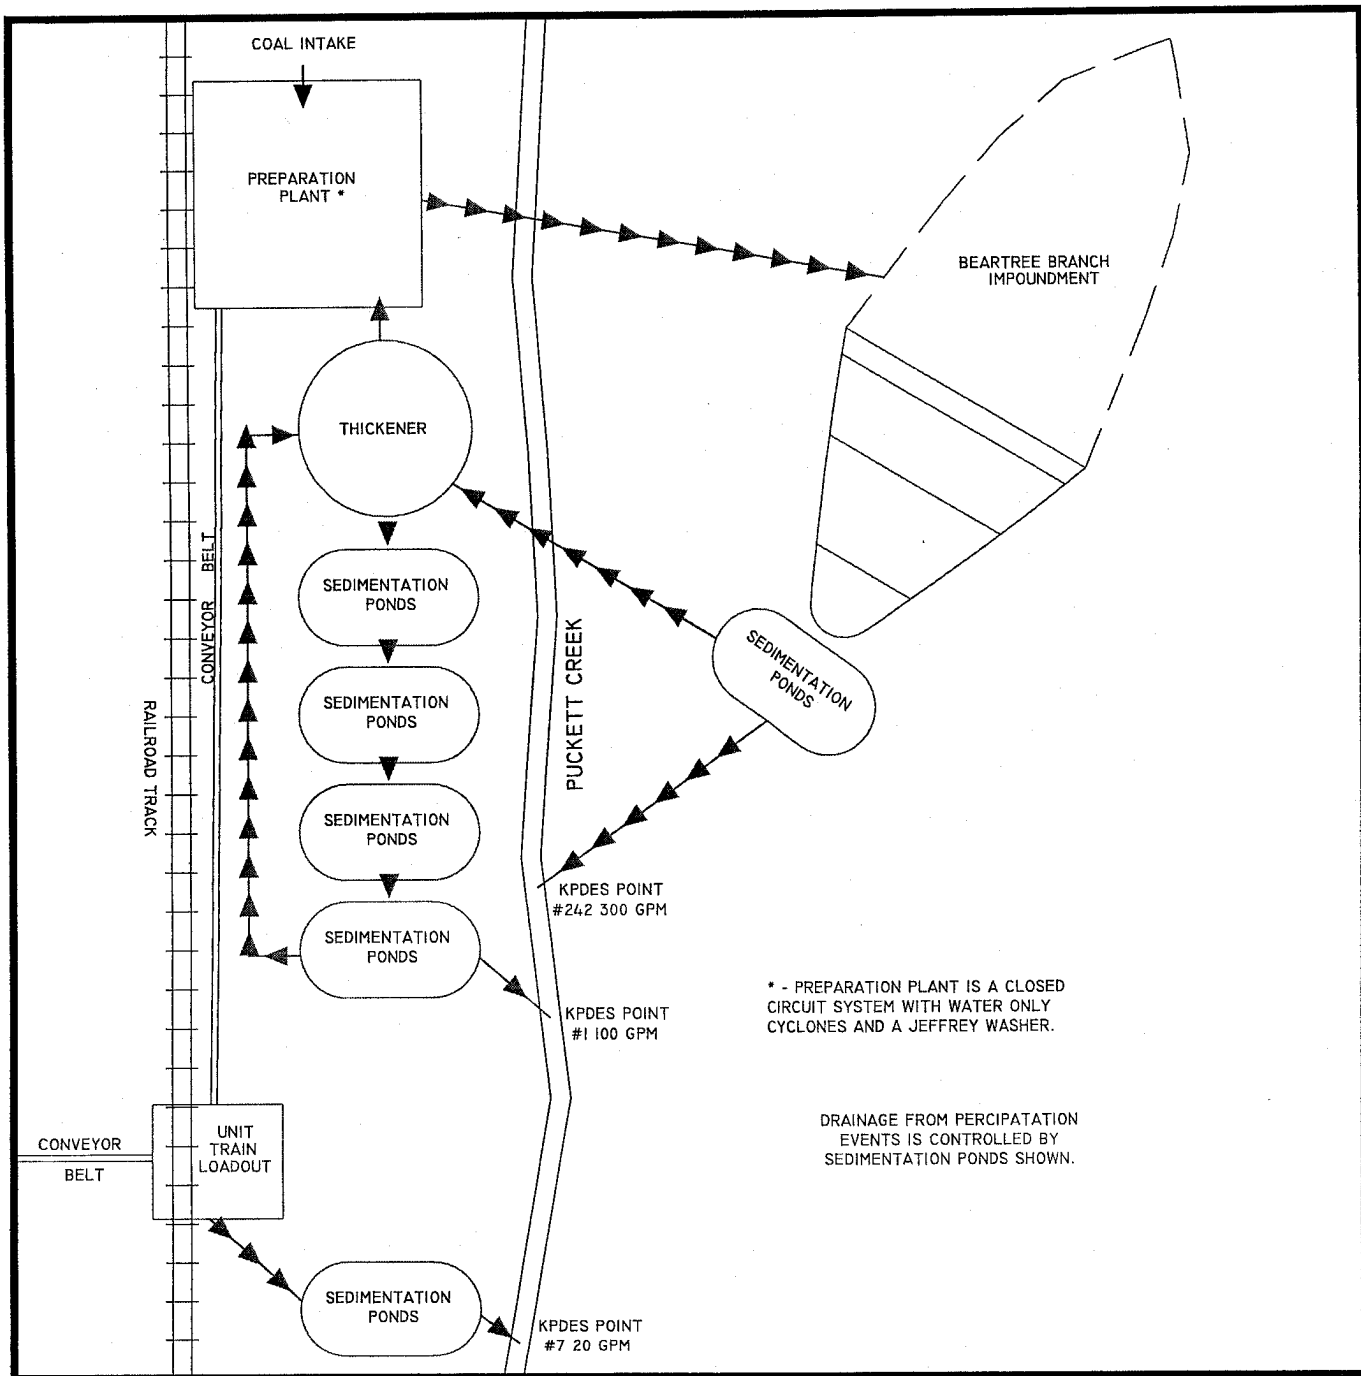 COAL INTAKE
PREPARATION
PLANT *
BEARTREE BRANCH
IMPOUNDMENT
THICKENER
CONVEYOR BELT
SEDIMENTATION
PONDS
PUCKETT CREEK
SEDIMENTATION
PONDS
SEDIMENTATION
PONDS
RAILROAD TRACK
SEDIMENTATION
PONDS
KPDES POINT
#242 300 GPM
SEDIMENTATION
PONDS
* - PREPARATION PLANT IS A CLOSED
CIRCUIT SYSTEM WITH WATER ONLY
CYCLONES AND A JEFFREY WASHER.
KPDES POINT
#1 100 GPM
DRAINAGE FROM PERCIPATATION
EVENTS IS CONTROLLED BY
SEDIMENTATION PONDS SHOWN.
UNIT
TRAIN
LOADOUT
CONVEYOR
BELT
SEDIMENTATION
PONDS
KPDES POINT
#7 20 GPM